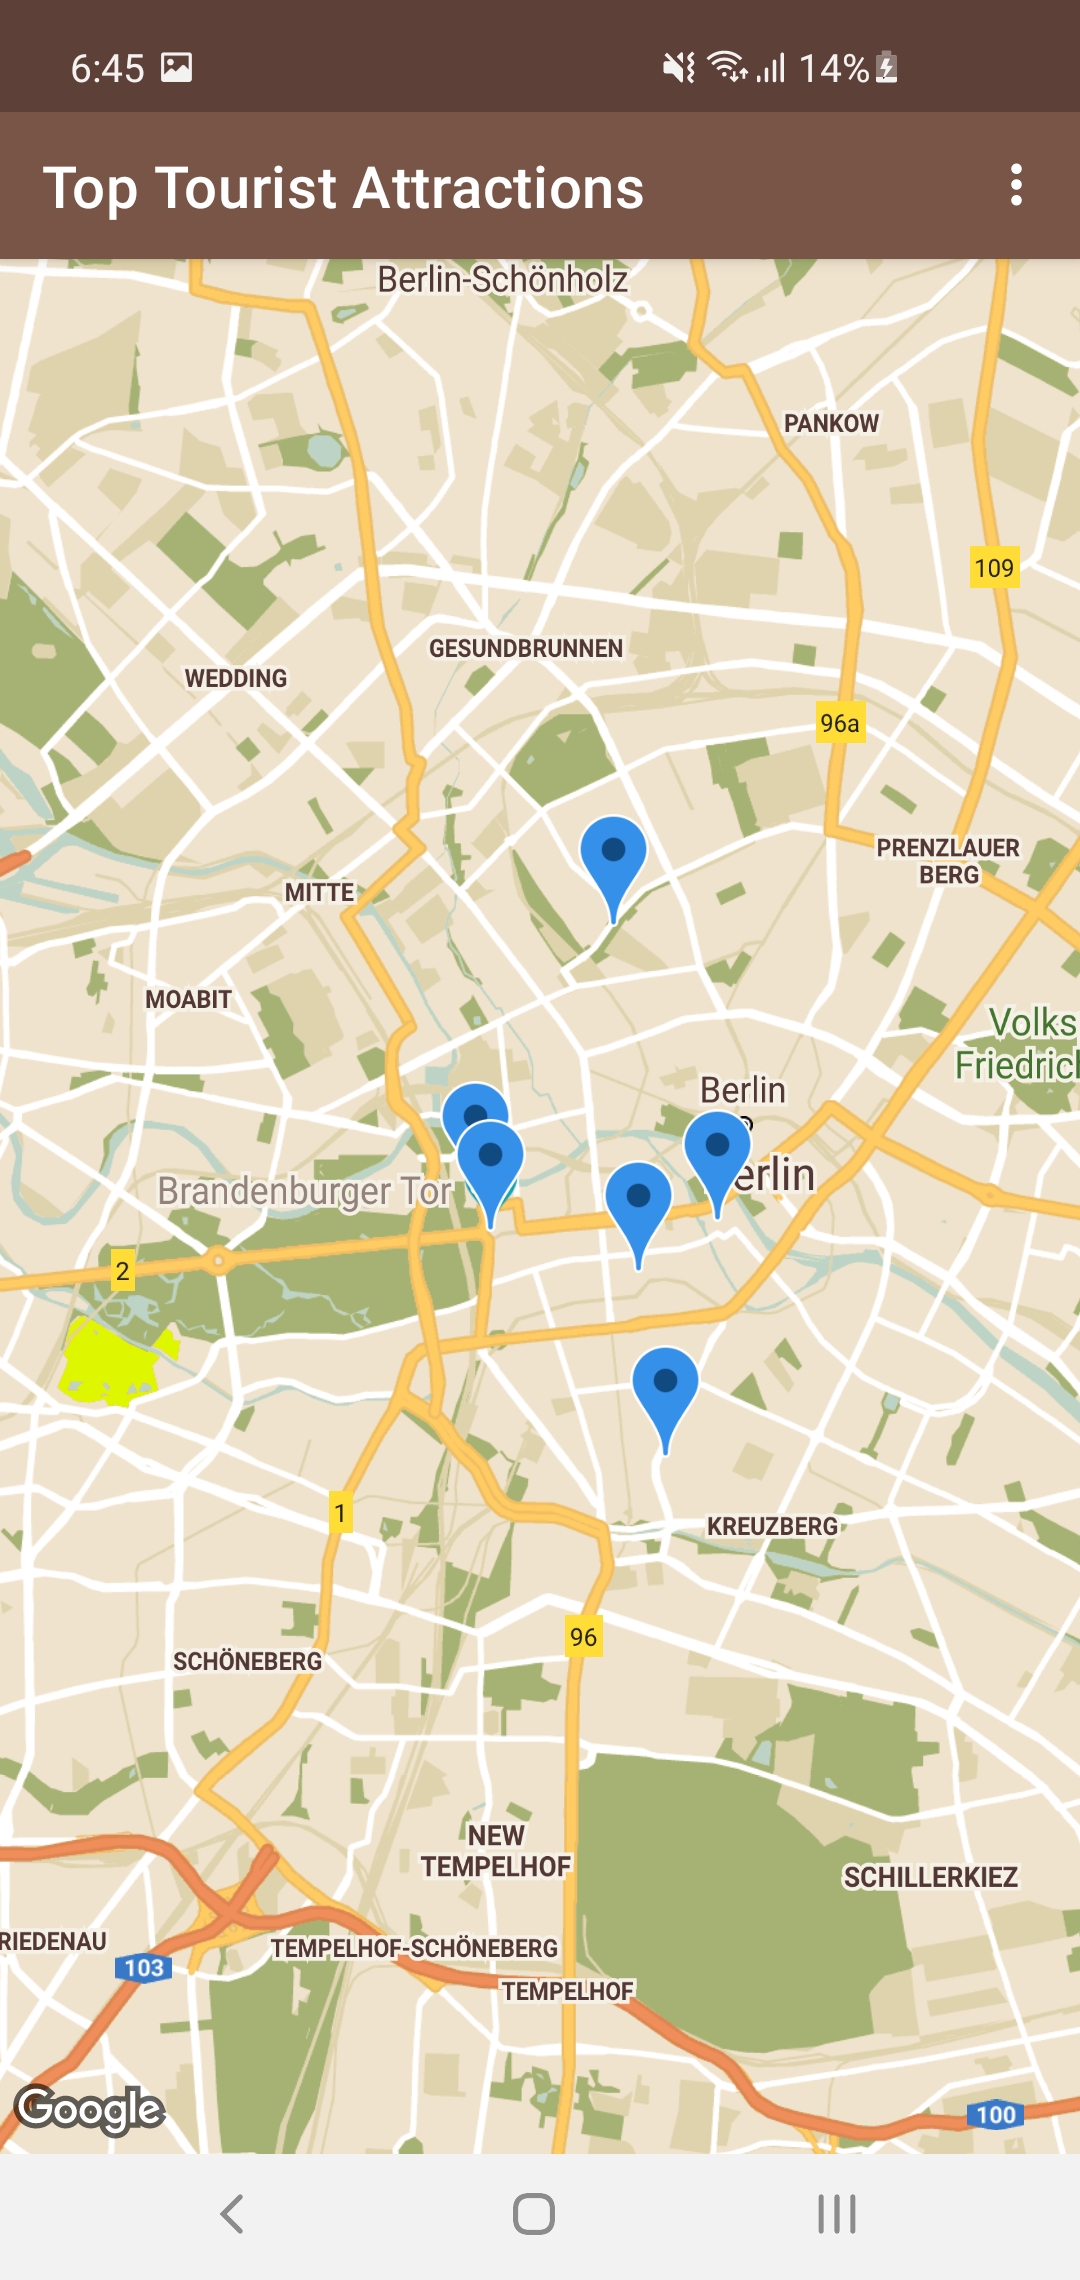 6:45
14%
Top Tourist Attractions
Berlin-Schönholz
PANKOW
109
GESUNDBRUNNEN
WEDDING
96a
PRENZLAUER
BERG
MITTE
MOABIT
Volks
Friedrich
Berlin
erlin
Brandenburger Tor
2
1
KREUZBERG
96
SCHÖNEBERG
NEW
TEMPELHOF
SCHILLERKIEZ
RIEDENAU
TEMPELHOF-SCHÖNEBERG
103
TEMPELHOF
Google
100